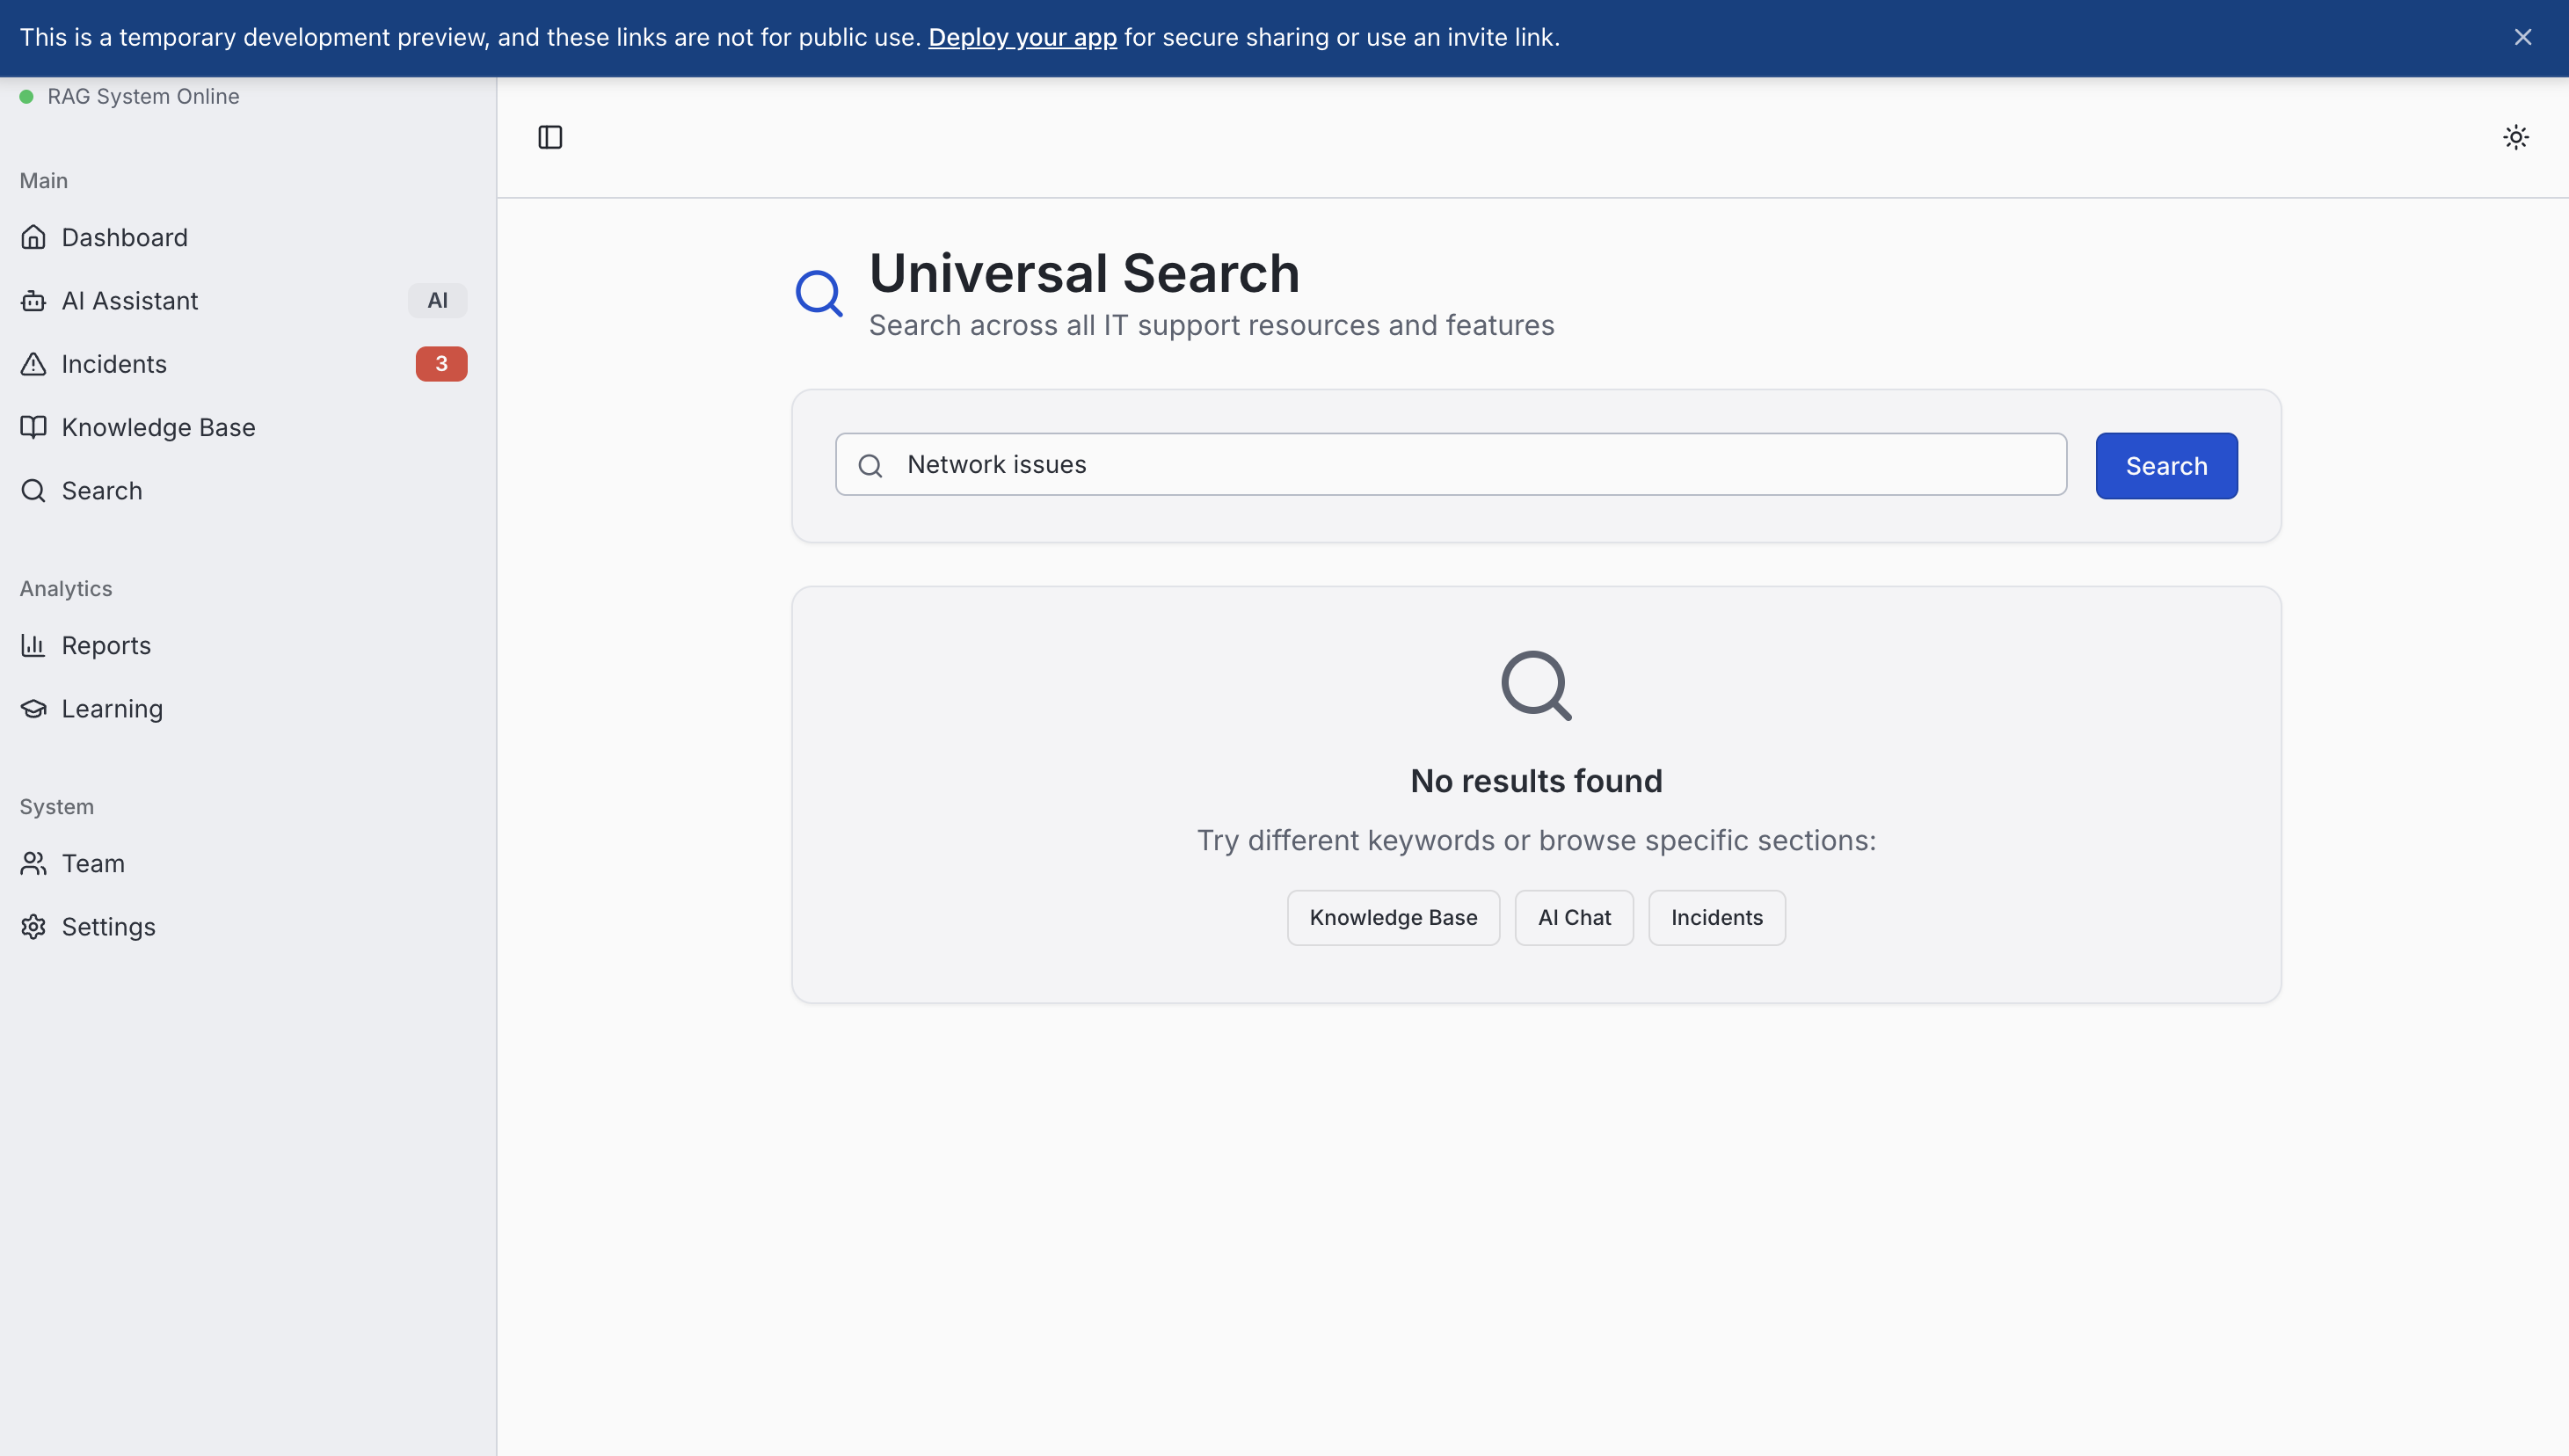 This is a temporary development preview, and these links are not for public use. Deploy your app for secure sharing or use an invite link.
RAG System Online
Main
Dashboard
AI Assistant AI
Incidents 3
Knowledge Base
Search
Analytics
Reports
Learning
System
Team
Settings
Universal Search
Search across all IT support resources and features
Network issues Search
No results found
Try different keywords or browse specific sections:
Knowledge Base AI Chat Incidents